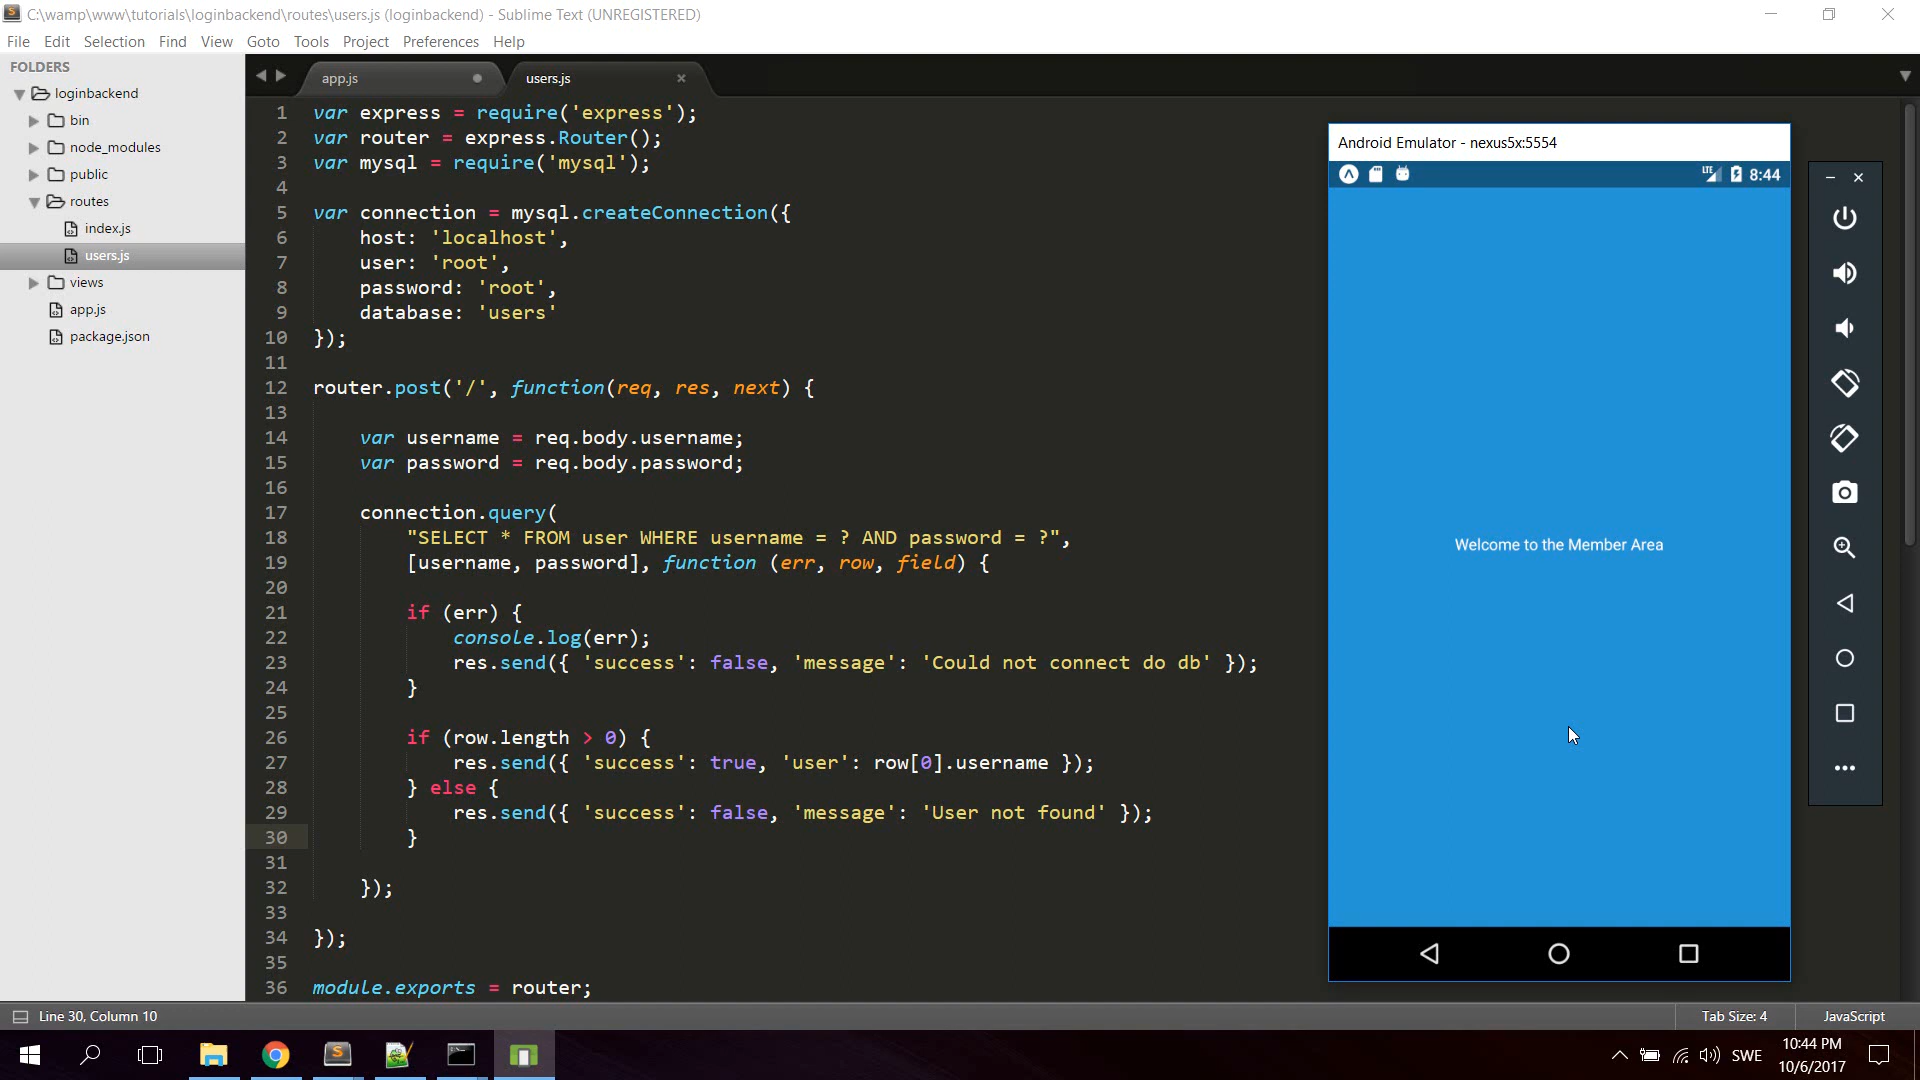 C:\wamp\www\tutorials\loginbackend\routes\users.js (loginbackend) - Sublime Text (UNREGISTERED)
File Edit Selection Find View Goto Tools Project Preferences Help
FOLDERS
loginbackend
bin
node_modules
public
routes
index.js
users.js
views
app.js
package.json
app.js
users.js
1 var express = require('express');
2 var router = express.Router();
3 var mysql = require('mysql');
4
5 var connection = mysql.createConnection({
6 host: 'localhost',
7 user: 'root',
8 password: 'root',
9 database: 'users'
10 });
11
12 router.post('/', function(req, res, next) {
13
14 var username = req.body.username;
15 var password = req.body.password;
16
17 connection.query(
18 "SELECT * FROM user WHERE username = ? AND password = ?",
19 [username, password], function (err, row, field) {
20
21 if (err) {
22 console.log(err);
23 res.send({ 'success': false, 'message': 'Could not connect do db' });
24 }
25
26 if (row.length > 0) {
27 res.send({ 'success': true, 'user': row[0].username });
28 } else {
29 res.send({ 'success': false, 'message': 'User not found' });
30 }
31
32 });
33
34 });
35
36 module.exports = router;
Android Emulator - nexus5x:5554
LTE 8:44
Welcome to the Member Area
Line 30, Column 10
Tab Size: 4
JavaScript
SWE
10:44 PM
10/6/2017